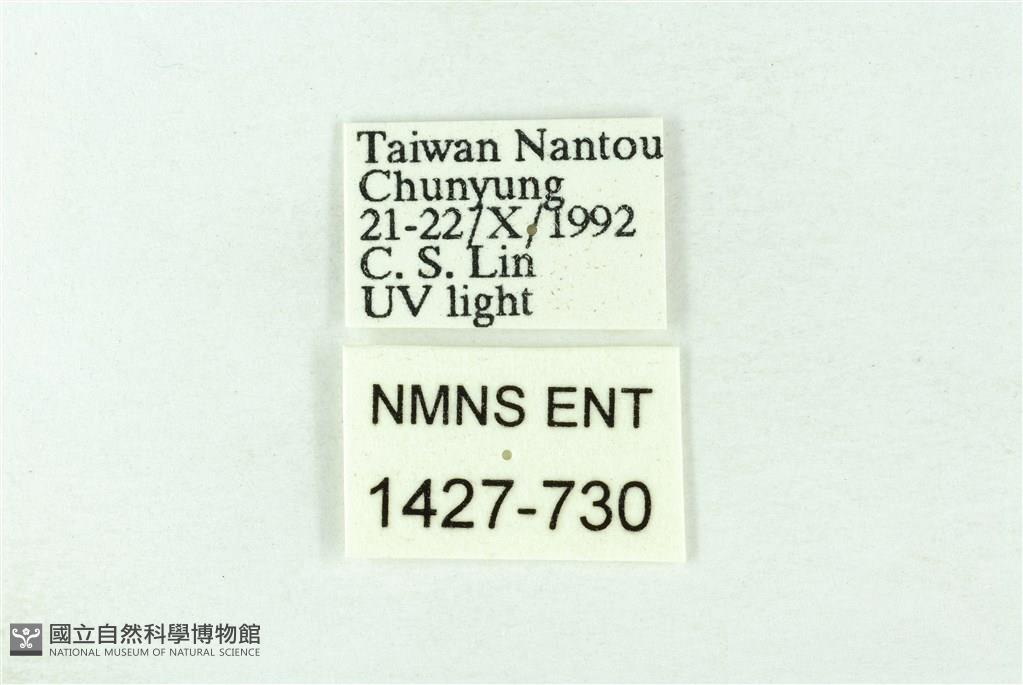 Taiwan Nantou
Chunyung
21-22/X/1992
C. S. Lin
UV light
NMNS ENT
1427-730
國立自然科學博物館
NATIONAL MUSEUM OF NATURAL SCIENCE